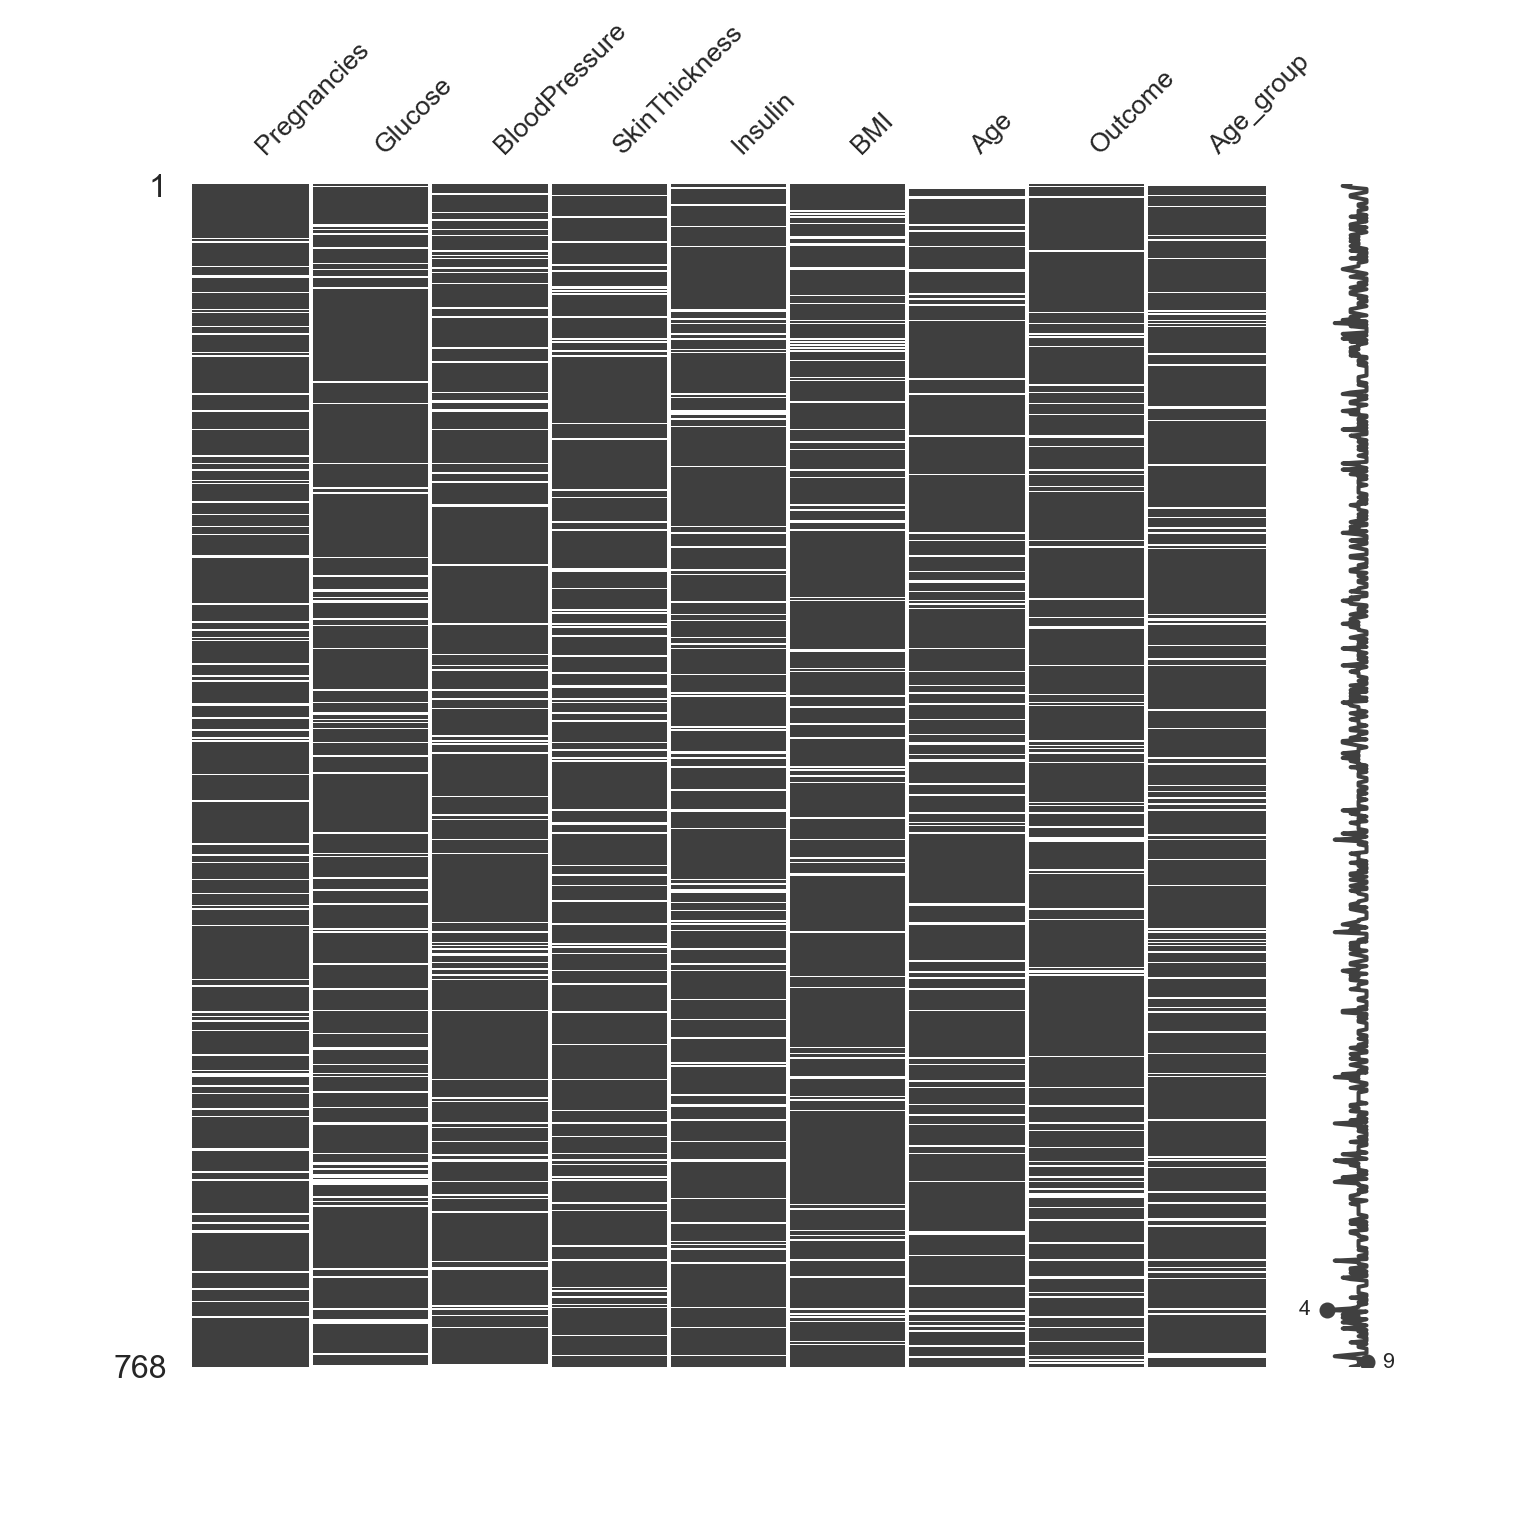 Pregnancies
Glucose
BloodPressure
SkinThickness
Insulin
BMI
Age
Outcome
Age_group
1
768
4
9